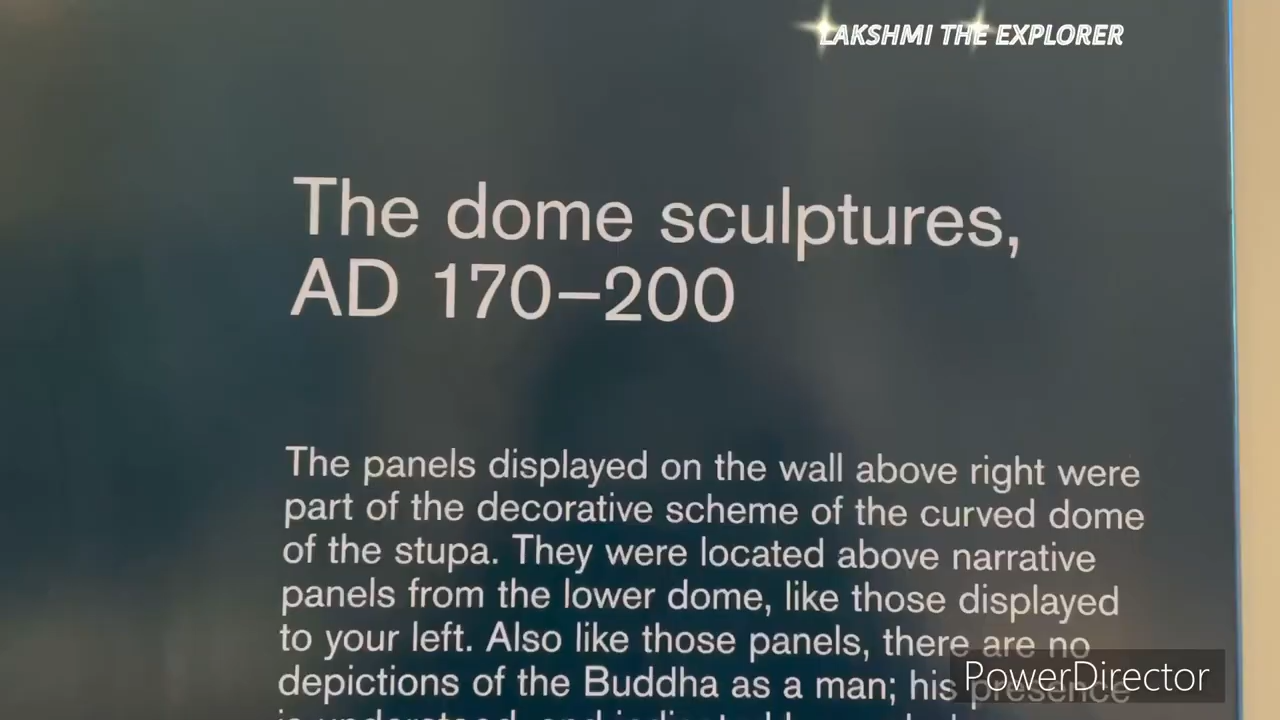 LAKSHMI THE EXPLORER
The dome sculptures,
AD 170–200
The panels displayed on the wall above right were
part of the decorative scheme of the curved dome
of the stupa. They were located above narrative
panels from the lower dome, like those displayed
to your left. Also like those panels, there are no
depictions of the Buddha as a man; his presence
PowerDirector